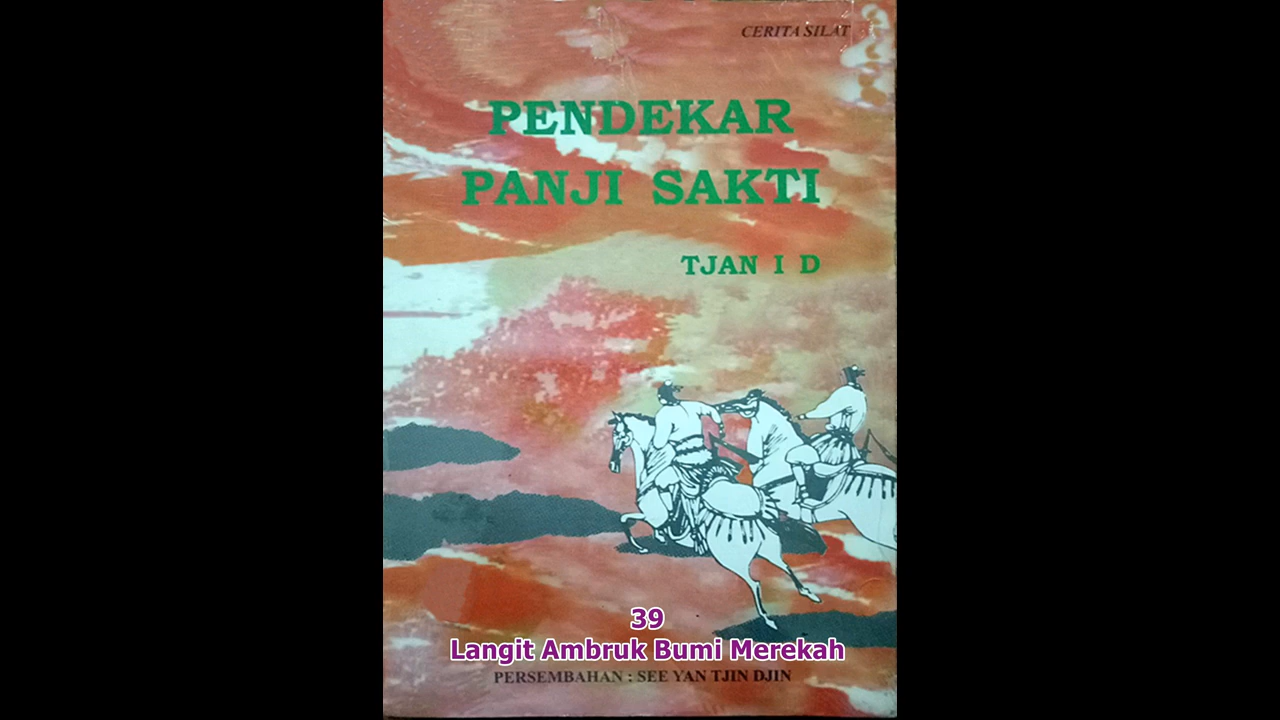 CERITA SILAT
PENDEKAR
PANJI SAKTI
TJAN I D
39
Langit Ambruk Bumi Merekah
PERSEMBAHAN : SEE YAN TJIN DJIN